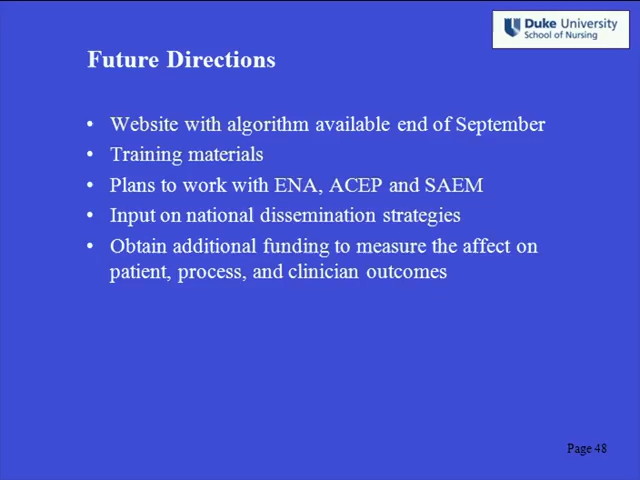 Duke University
School of Nursing
Future Directions
• Website with algorithm available end of September
• Training materials
• Plans to work with ENA, ACEP and SAEM
• Input on national dissemination strategies
• Obtain additional funding to measure the affect on
patient, process, and clinician outcomes
Page 48